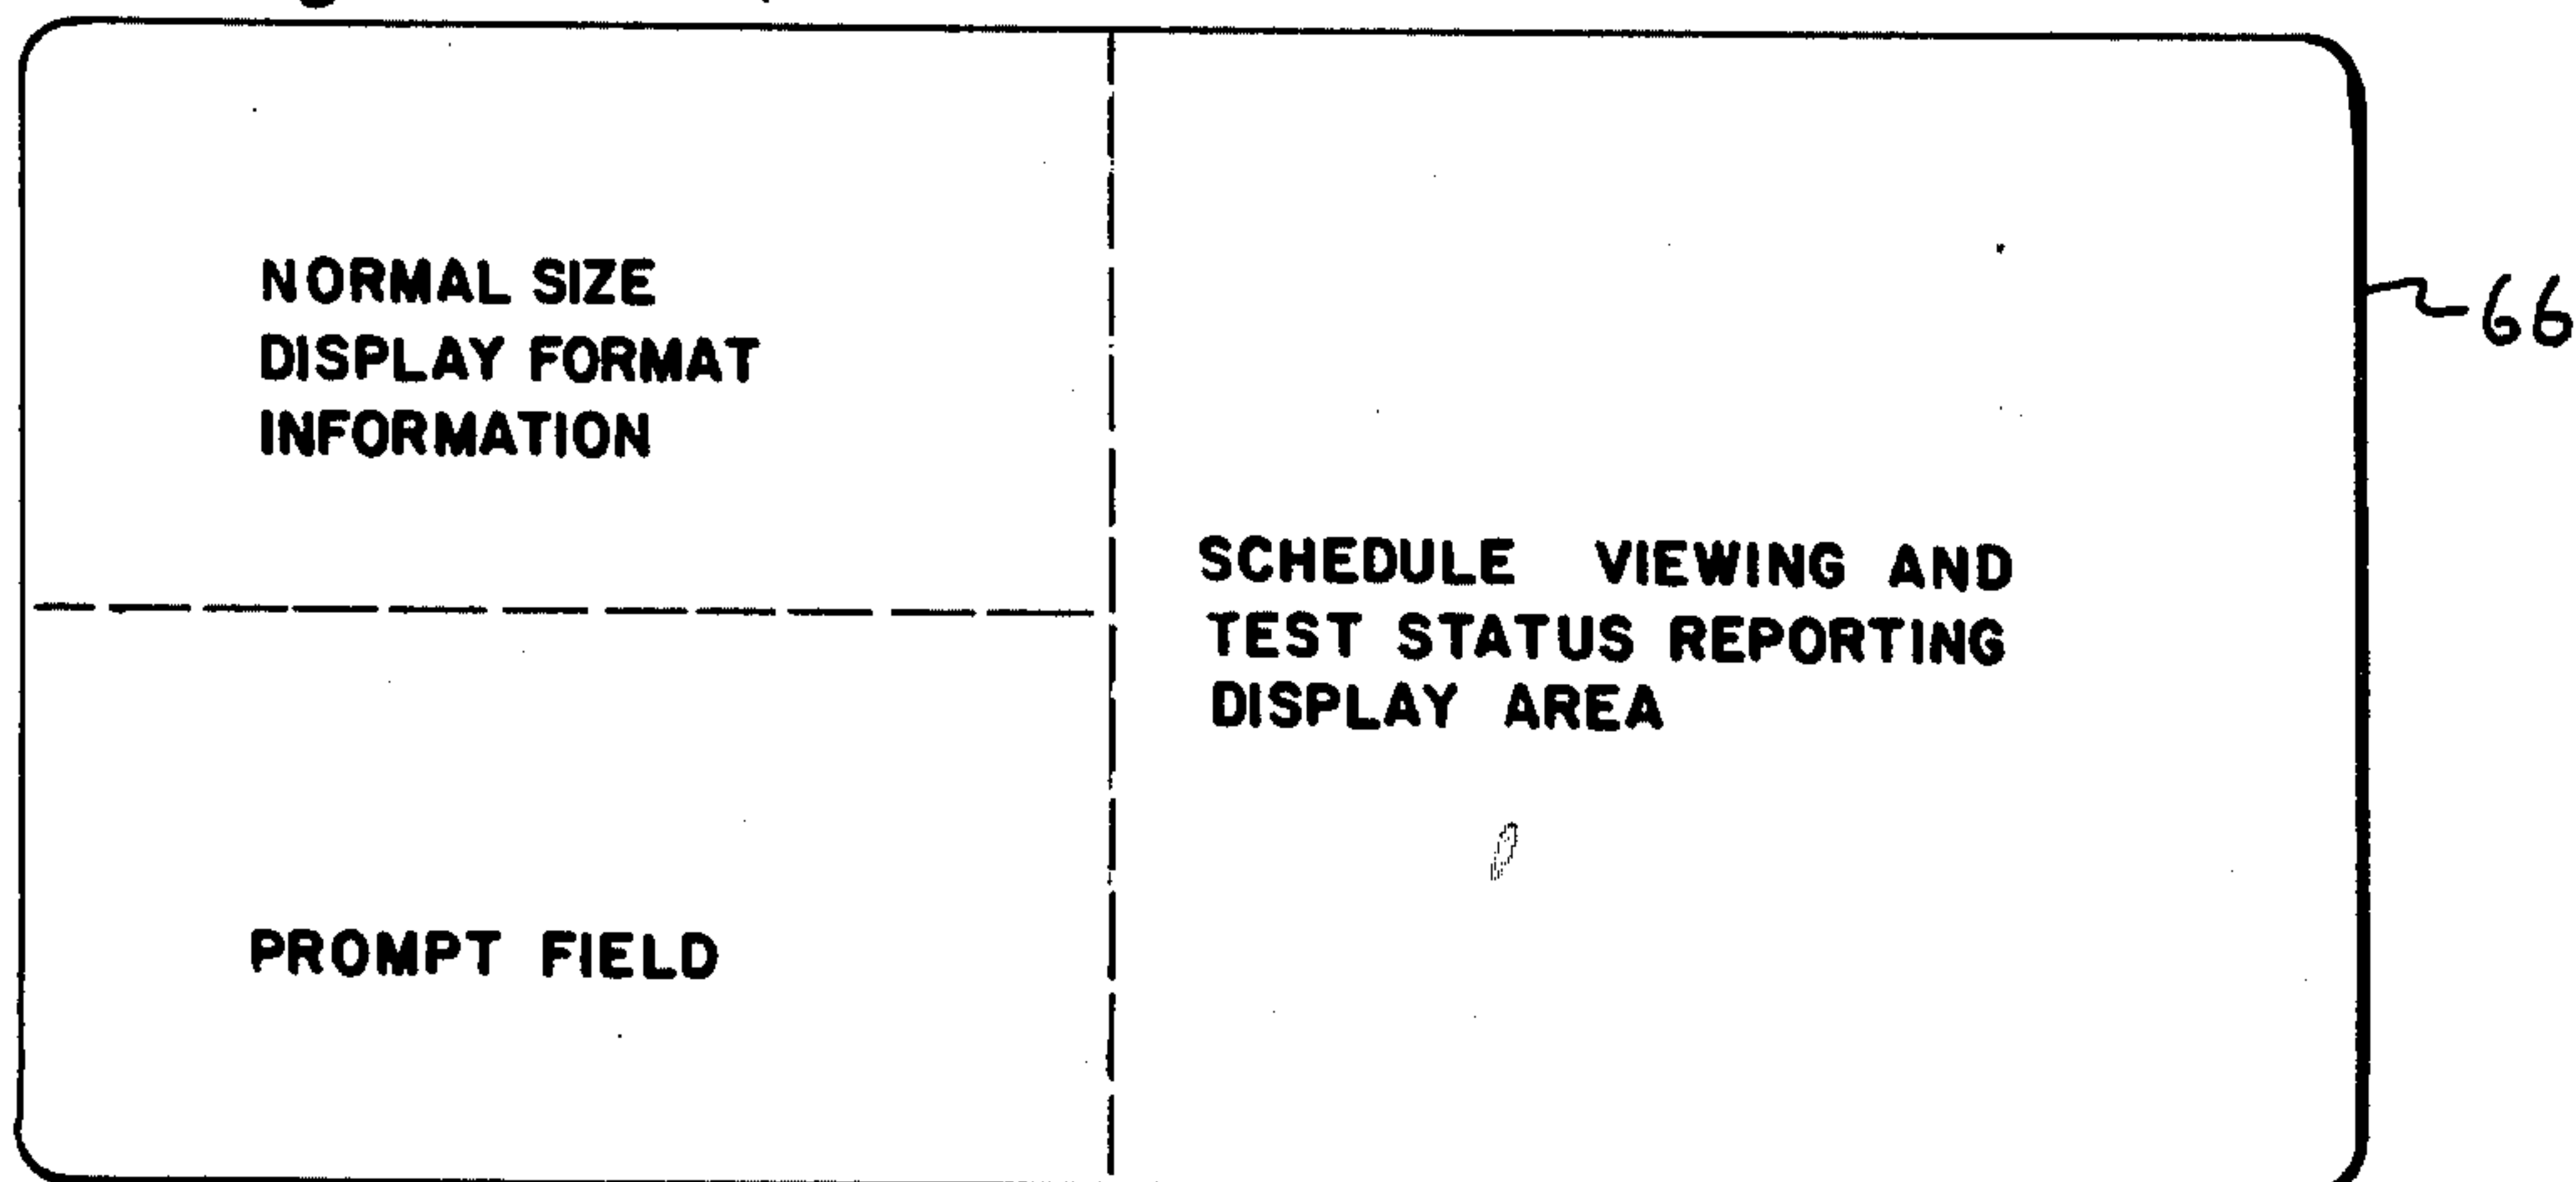 NORMAL SIZE
DISPLAY FORMAT
INFORMATION
PROMPT FIELD
SCHEDULE VIEWING AND
TEST STATUS REPORTING
DISPLAY AREA
66